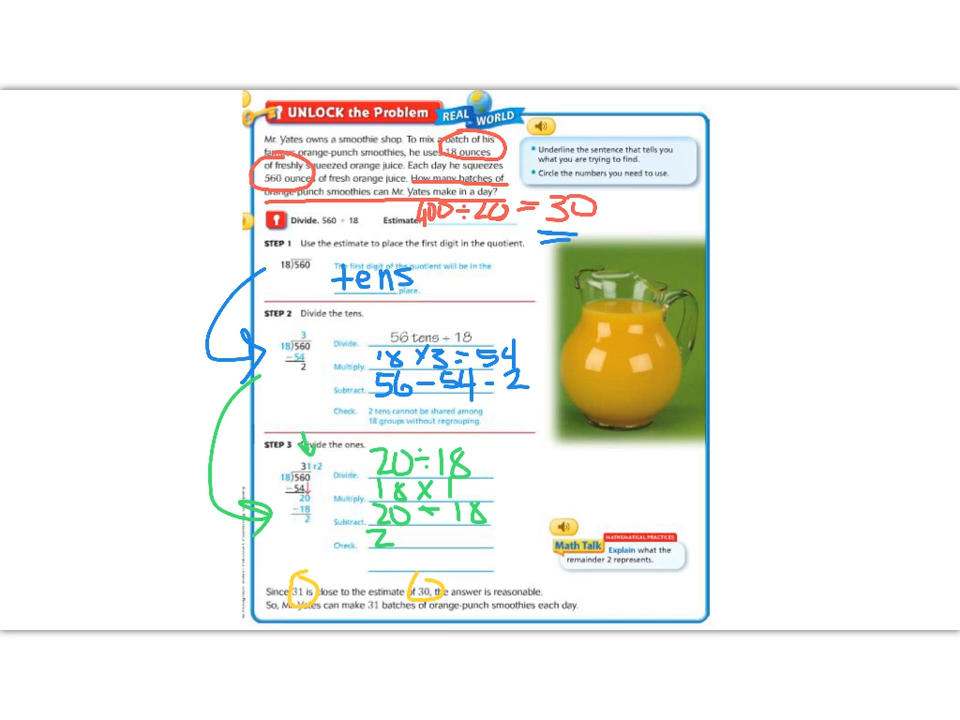 UNLOCK the Problem REAL WORLD
Mr. Yates owns a smoothie shop. To mix a batch of his
famous orange-punch smoothies, he uses 18 ounces
of freshly squeezed orange juice. Each day he squeezes
560 ounces of fresh orange juice. How many batches of
orange-punch smoothies can Mr. Yates make in a day?
Underline the sentence that tells you
what you are trying to find.
Circle the numbers you need to use.
Divide. 560 ÷ 18 Estimate.
÷ 20 = 30
STEP 1 Use the estimate to place the first digit in the quotient.
18)560
The first digit of the quotient will be in the
tens place.
STEP 2 Divide the tens.
3
18)560
−54
2
Divide. 56 tens ÷ 18
Multiply. 18 × 3 = 54
Subtract. 56 − 54 = 2
Check. 2 tens cannot be shared among
18 groups without regrouping.
STEP 3 Divide the ones.
31 r2
18)560
−54
20
−18
2
Divide. 20 ÷ 18
Multiply. 18 × 1
Subtract. 20 − 18
Check. 2
Math Talk MATHEMATICAL PRACTICES
Explain what the
remainder 2 represents.
Since 31 is close to the estimate of 30, the answer is reasonable.
So, Mr. Yates can make 31 batches of orange-punch smoothies each day.